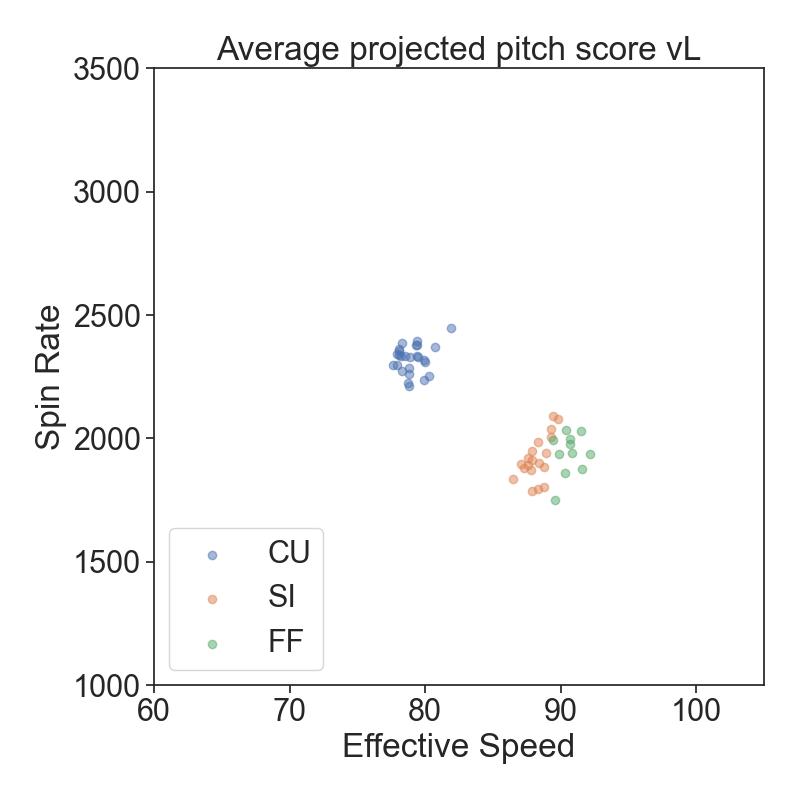 Average projected pitch score vL
3500
3000
2500
2000
1500
1000
Spin Rate
CU
SI
FF
60 70 80 90 100
Effective Speed